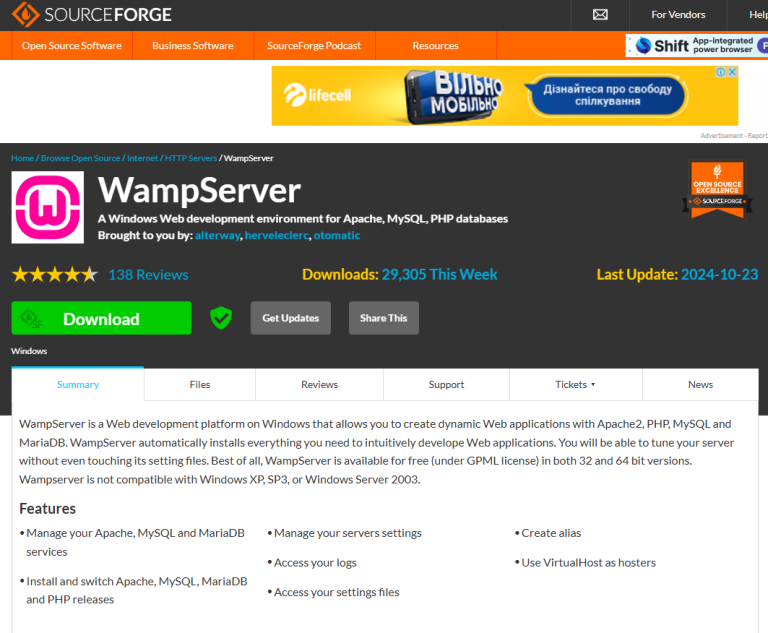 SOURCEFORGE
For Vendors
Help
Open Source Software
Business Software
SourceForge Podcast
Resources
Shift
App-integrated
power browser
lifecell
ВІЛЬНО
МОБІЛЬНО
Дізнайтеся про свободу
спілкування
Advertisement - Report
Home / Browse Open Source / Internet / HTTP Servers / WampServer
WampServer
A Windows Web development environment for Apache, MySQL, PHP databases
Brought to you by: alterway, herveleclerc, otomatic
OPEN SOURCE
EXCELLENCE
SOURCEFORGE
138 Reviews
Downloads: 29,305 This Week
Last Update: 2024-10-23
SF
Download
Get Updates
Share This
Windows
Summary
Files
Reviews
Support
Tickets
News
WampServer is a Web development platform on Windows that allows you to create dynamic Web applications with Apache2, PHP, MySQL and
MariaDB. WampServer automatically installs everything you need to intuitively develope Web applications. You will be able to tune your server
without even touching its setting files. Best of all, WampServer is available for free (under GPML license) in both 32 and 64 bit versions.
Wampserver is not compatible with Windows XP, SP3, or Windows Server 2003.
Features
• Manage your Apache, MySQL and MariaDB
services
• Install and switch Apache, MySQL, MariaDB
and PHP releases
• Manage your servers settings
• Access your logs
• Access your settings files
• Create alias
• Use VirtualHost as hosters